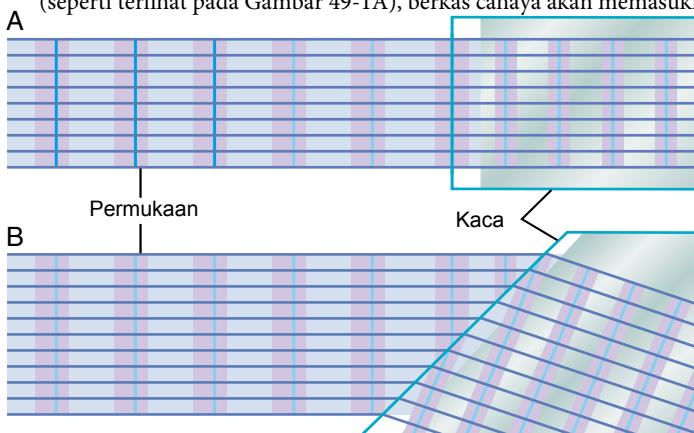 (seperti terlihat pada Gambar 49-1A), berkas cahaya akan memasuki
A
Permukaan
Kaca
B